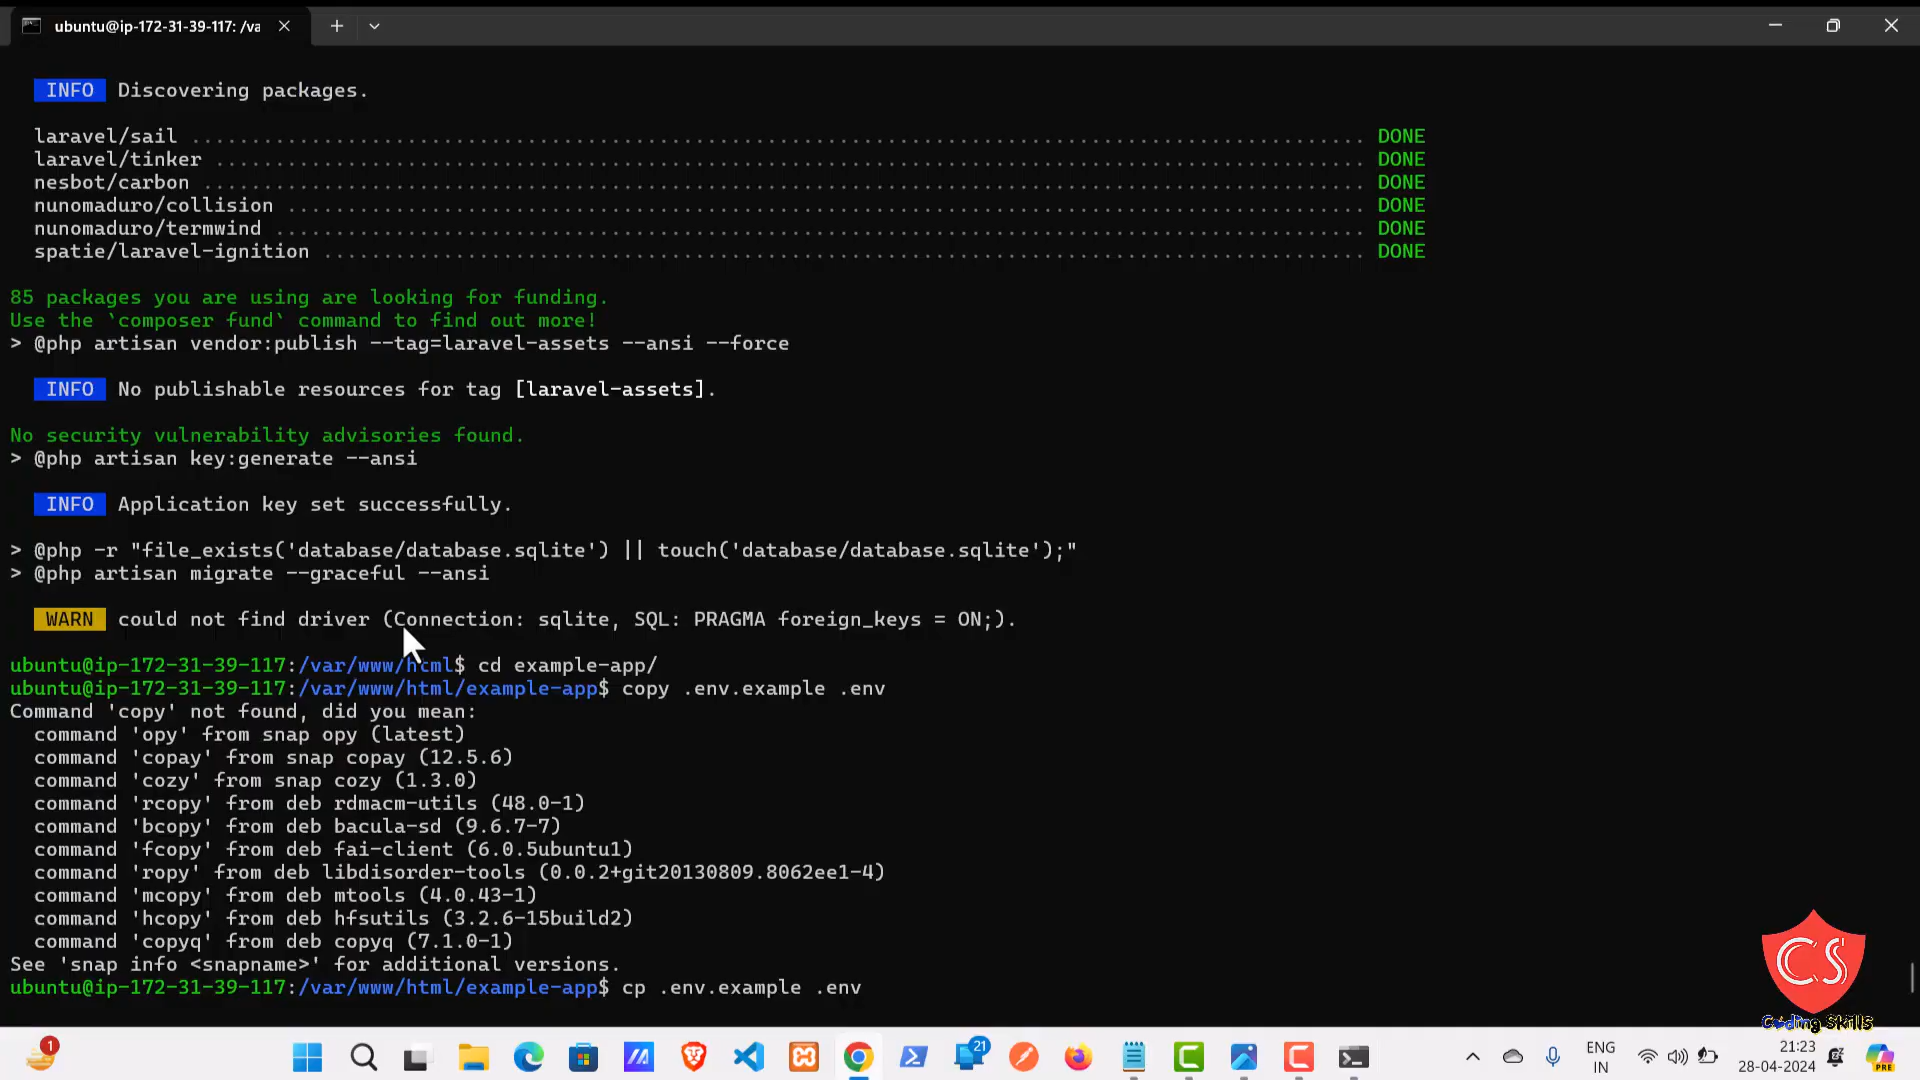 ubuntu@ip-172-31-39-117: /va
INFO Discovering packages.
laravel/sail .................................................................................................. DONE
laravel/tinker ................................................................................................ DONE
nesbot/carbon ................................................................................................. DONE
nunomaduro/collision .......................................................................................... DONE
nunomaduro/termwind ........................................................................................... DONE
spatie/laravel-ignition ....................................................................................... DONE
85 packages you are using are looking for funding.
Use the `composer fund` command to find out more!
> @php artisan vendor:publish --tag=laravel-assets --ansi --force
INFO No publishable resources for tag [laravel-assets].
No security vulnerability advisories found.
> @php artisan key:generate --ansi
INFO Application key set successfully.
> @php -r "file_exists('database/database.sqlite') || touch('database/database.sqlite');"
> @php artisan migrate --graceful --ansi
WARN could not find driver (Connection: sqlite, SQL: PRAGMA foreign_keys = ON;).
ubuntu@ip-172-31-39-117:/var/www/html$ cd example-app/
ubuntu@ip-172-31-39-117:/var/www/html/example-app$ copy .env.example .env
Command 'copy' not found, did you mean:
command 'opy' from snap opy (latest)
command 'copay' from snap copay (12.5.6)
command 'cozy' from snap cozy (1.3.0)
command 'rcopy' from deb rdmacm-utils (48.0-1)
command 'bcopy' from deb bacula-sd (9.6.7-7)
command 'fcopy' from deb fai-client (6.0.5ubuntu1)
command 'ropy' from deb libdisorder-tools (0.0.2+git20130809.8062ee1-4)
command 'mcopy' from deb mtools (4.0.43-1)
command 'hcopy' from deb hfsutils (3.2.6-15build2)
command 'copyq' from deb copyq (7.1.0-1)
See 'snap info <snapname>' for additional versions.
ubuntu@ip-172-31-39-117:/var/www/html/example-app$ cp .env.example .env
CS
Coding Skills
1
21
ENG
IN
21:23
28-04-2024
PRE